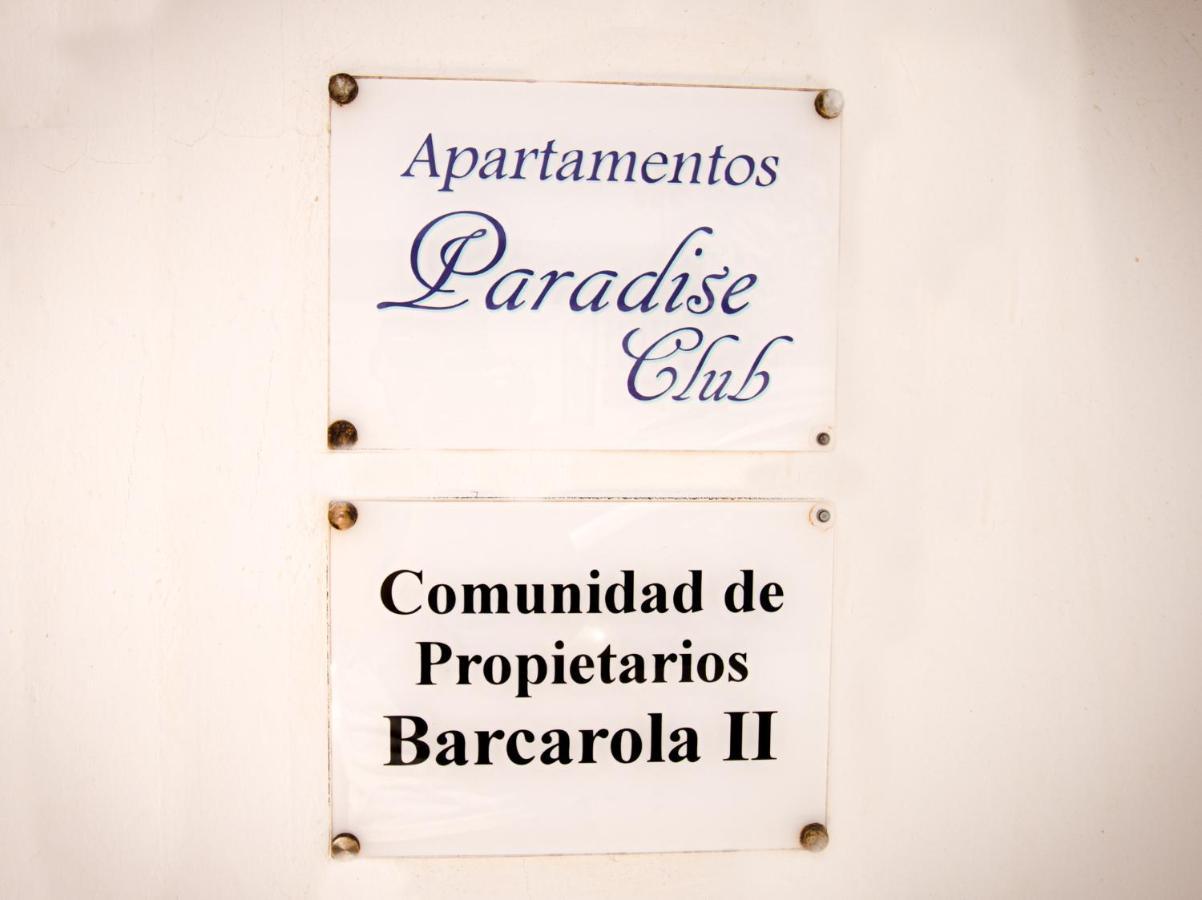 Apartamentos
Paradise
Club
Comunidad de
Propietarios
Barcarola II